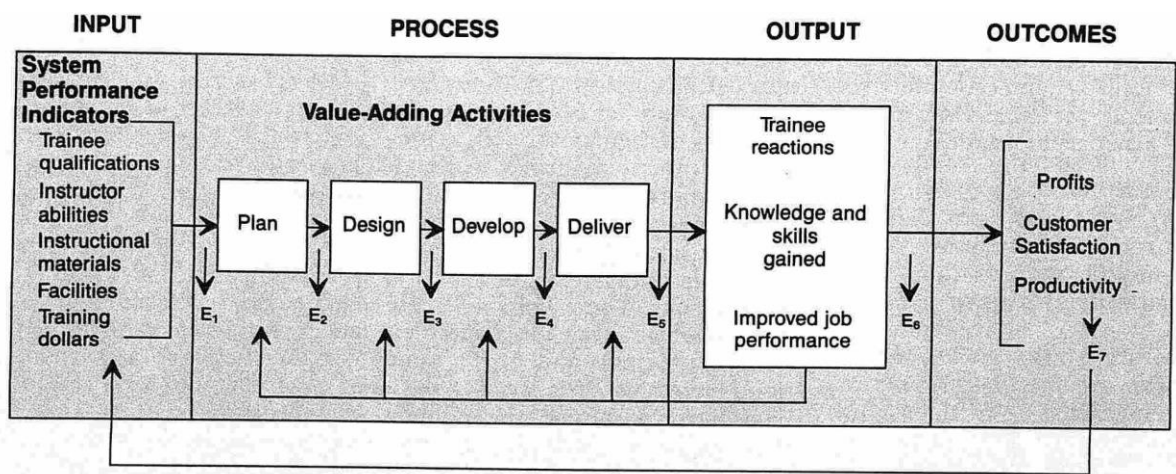 INPUT
PROCESS
OUTPUT
OUTCOMES
System
Performance
Indicators
Trainee
qualifications
Instructor
abilities
Instructional
materials
Facilities
Training
dollars
Value-Adding Activities
Plan
Design
Develop
Deliver
E1
E2
E3
E4
E5
Trainee
reactions
Knowledge and
skills
gained
Improved job
performance
E6
Profits
Customer
Satisfaction
Productivity
E7